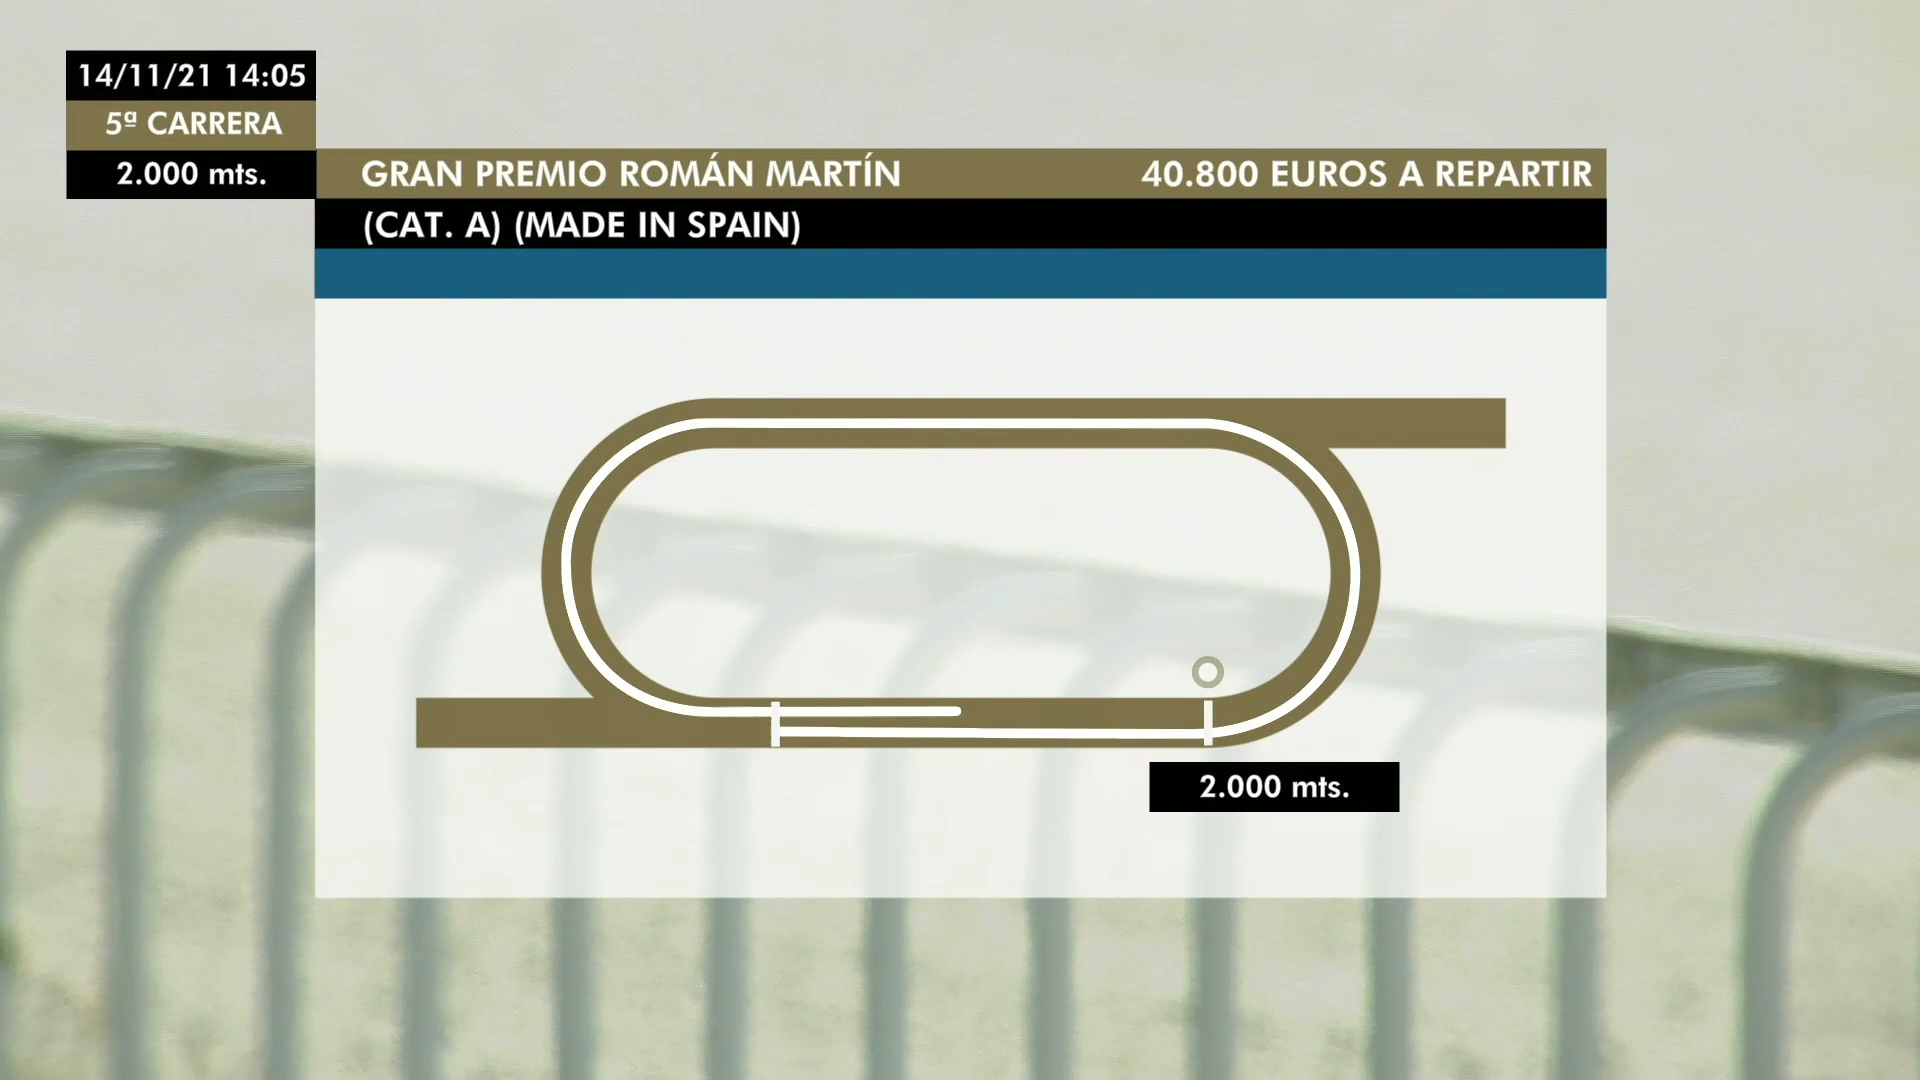 14/11/21 14:05
5ª CARRERA
2.000 mts.
GRAN PREMIO ROMÁN MARTÍN
40.800 EUROS A REPARTIR
(CAT. A) (MADE IN SPAIN)
2.000 mts.